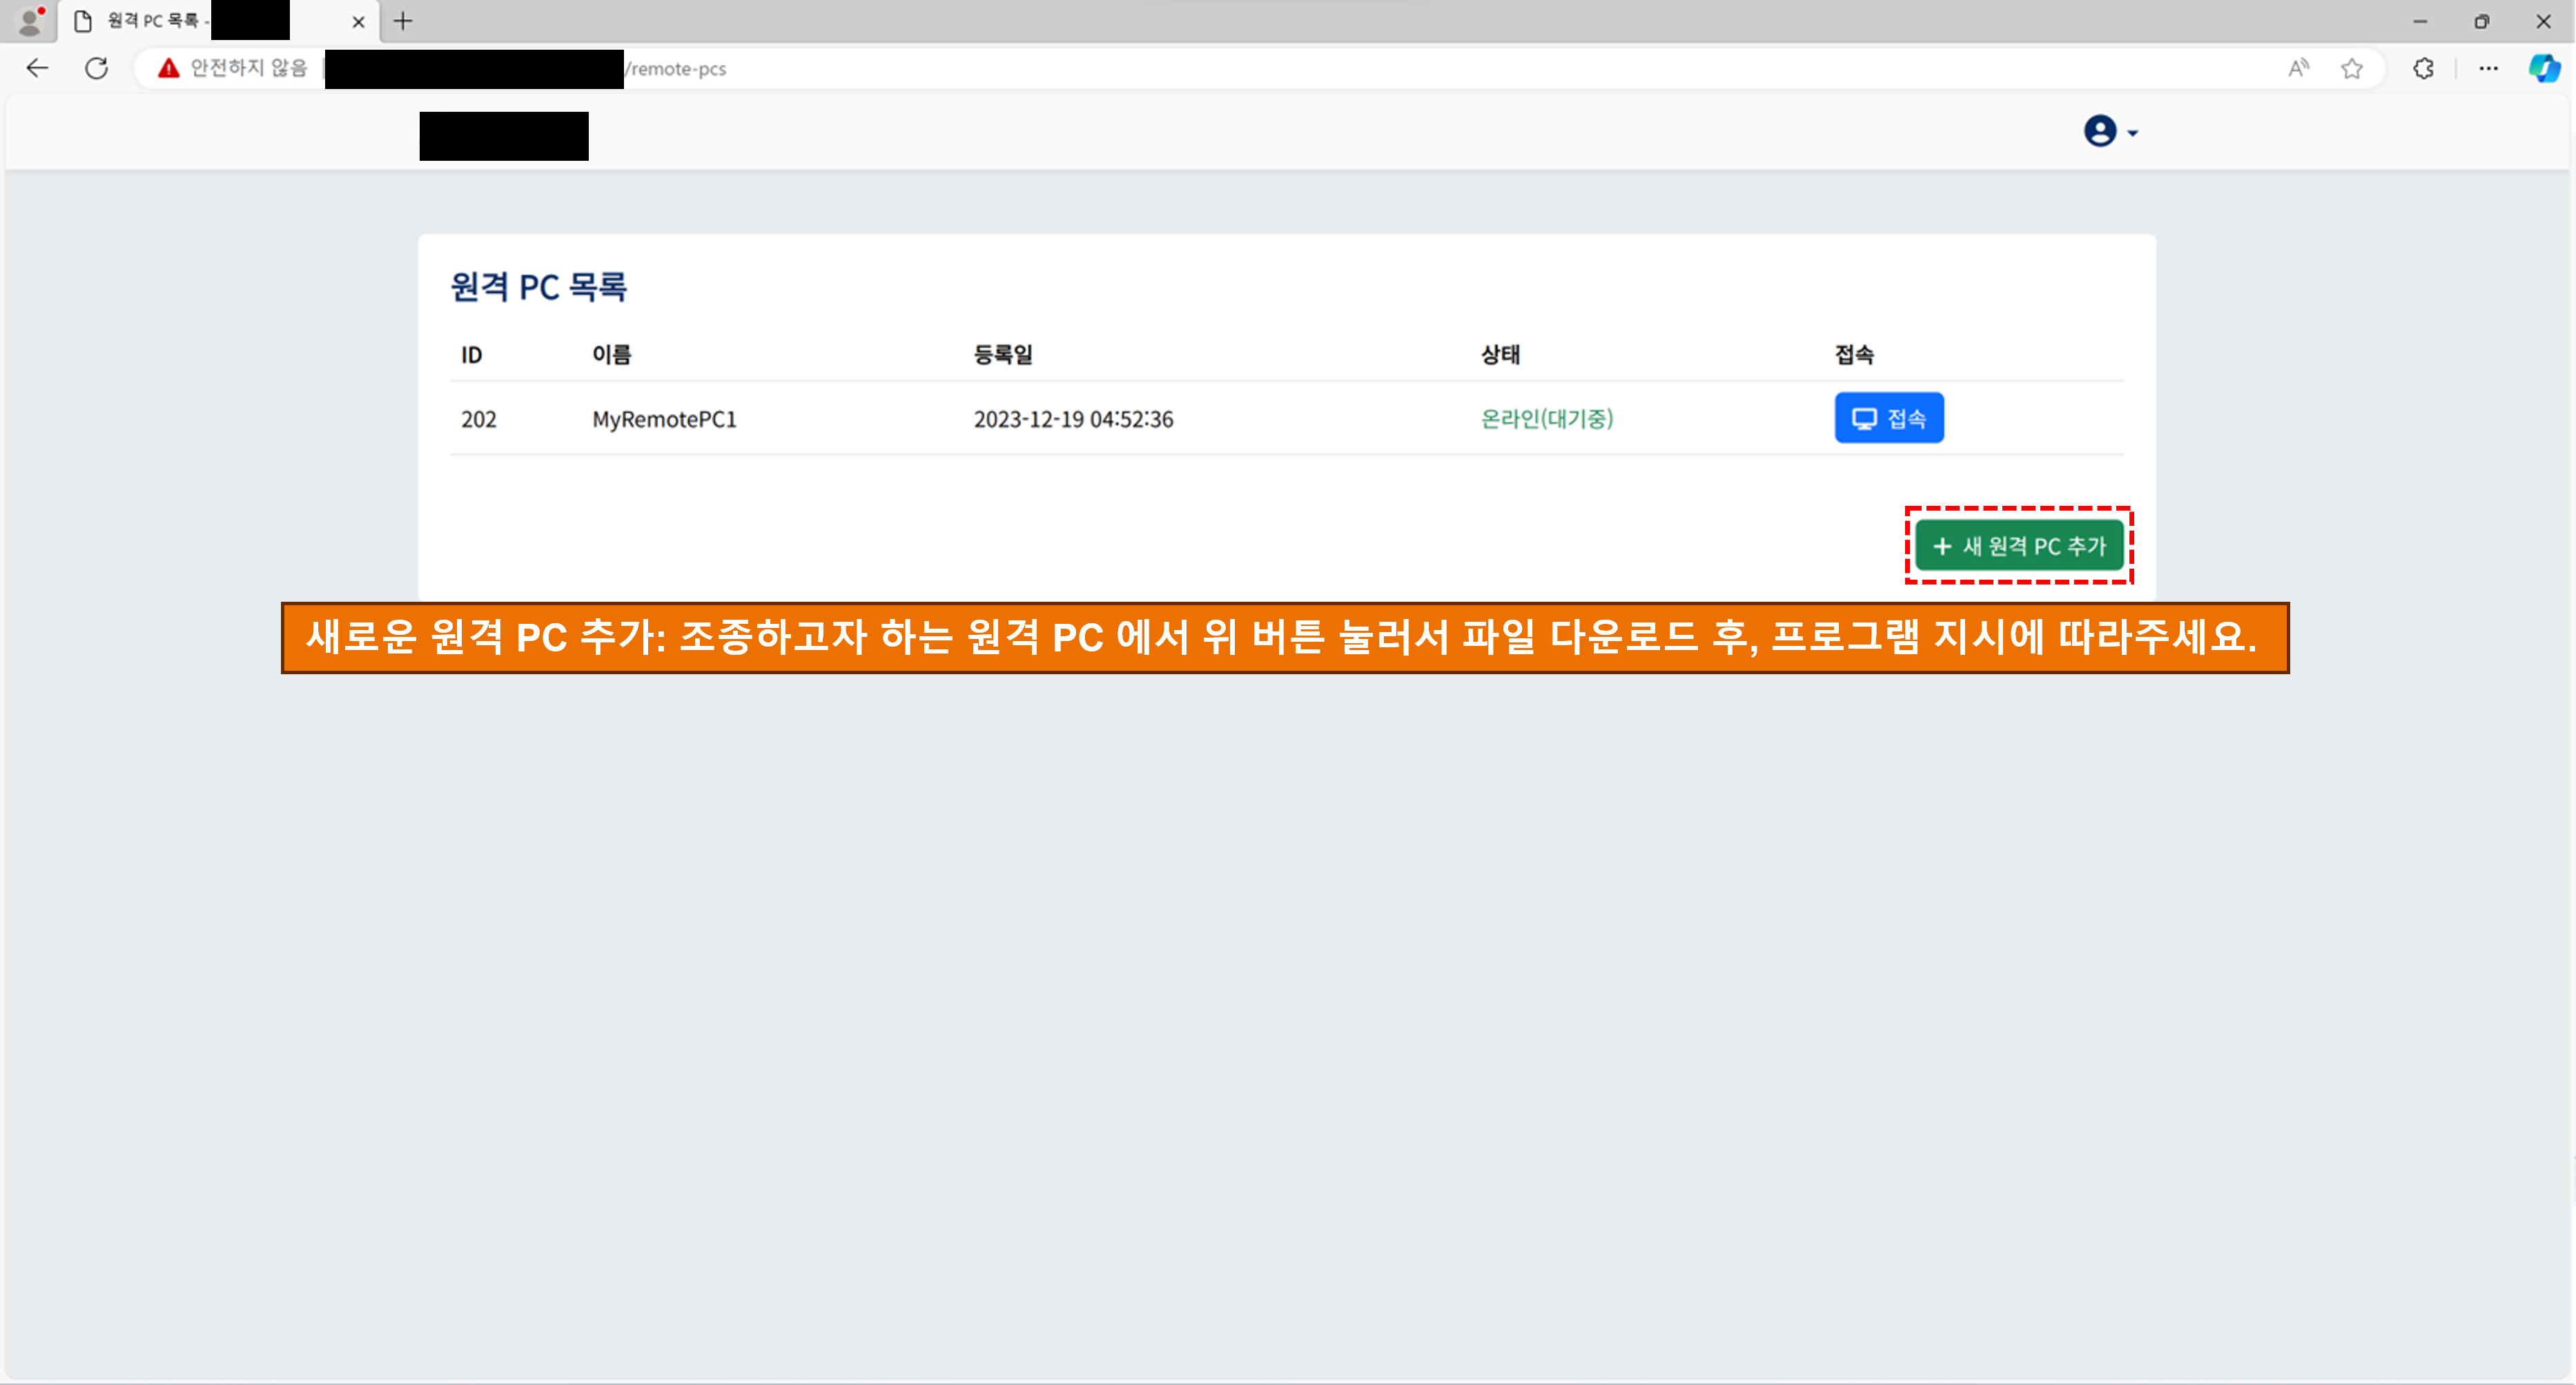 원격 PC 목록 -
안전하지 않음 | /remote-pcs
원격 PC 목록
ID 이름 등록일 상태 접속
202 MyRemotePC1 2023-12-19 04:52:36 온라인(대기중) 접속
+ 새 원격 PC 추가
새로운 원격 PC 추가: 조종하고자 하는 원격 PC 에서 위 버튼 눌러서 파일 다운로드 후, 프로그램 지시에 따라주세요.